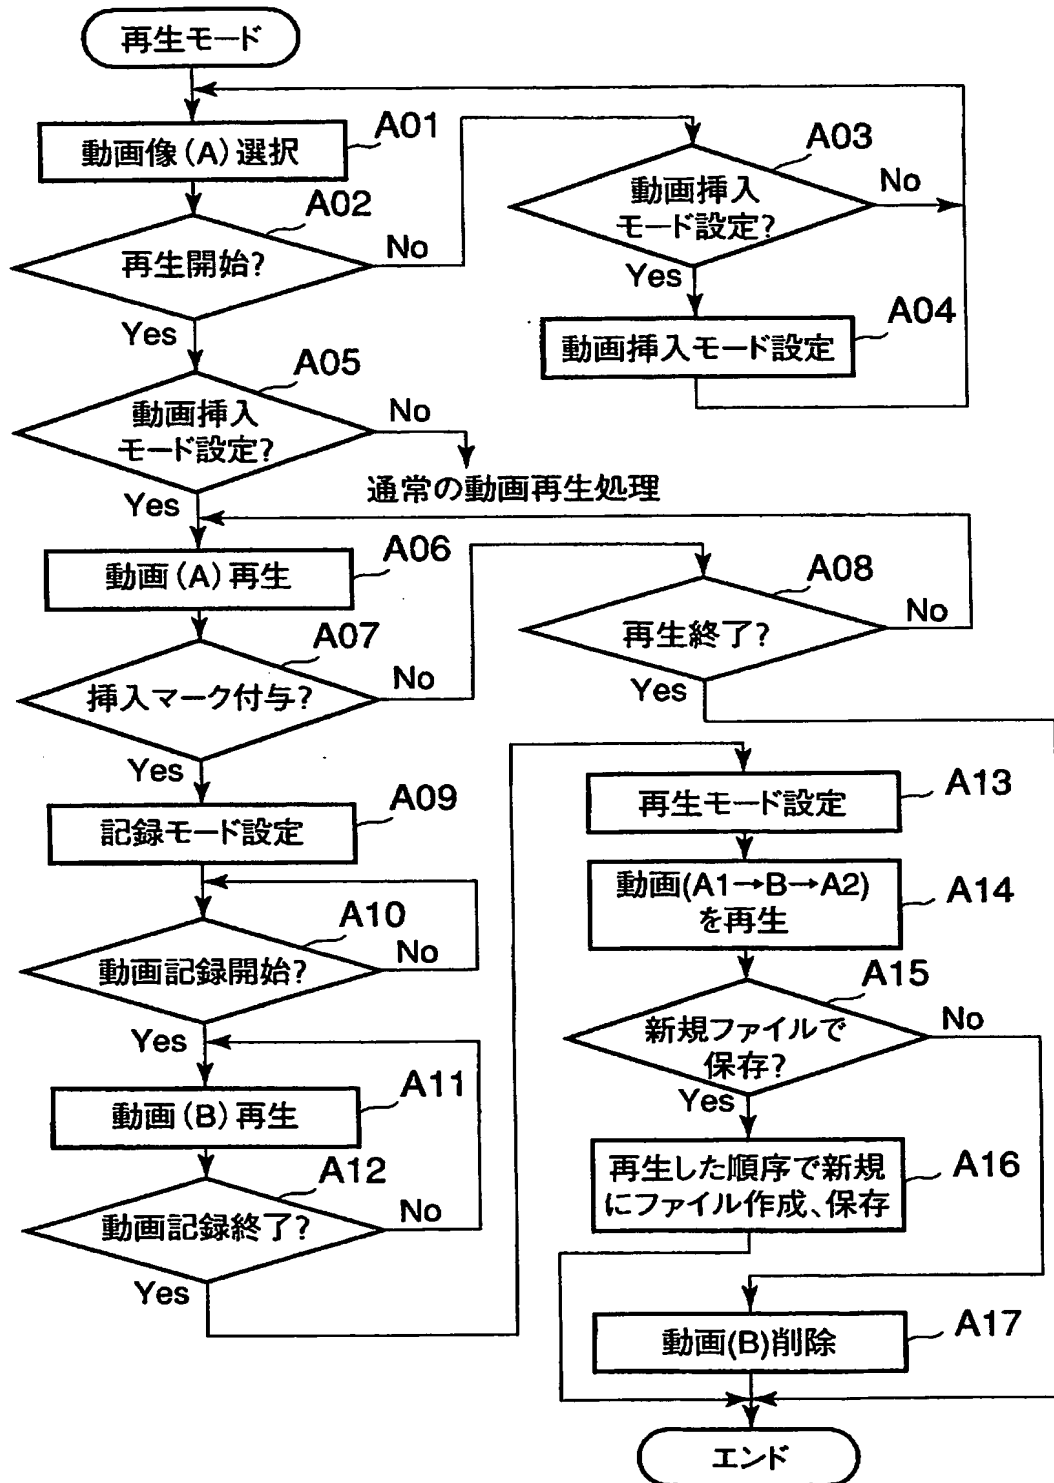 再生モード
動画像(A)選択
A01
再生開始?
A02
No
Yes
動画挿入
モード設定?
A03
No
Yes
動画挿入モード設定
A04
動画挿入
モード設定?
A05
No
通常の動画再生処理
Yes
動画(A)再生
A06
挿入マーク付与?
A07
No
Yes
再生終了?
A08
No
Yes
記録モード設定
A09
動画記録開始?
A10
No
Yes
動画(B)再生
A11
動画記録終了?
A12
No
Yes
再生モード設定
A13
動画(A1→B→A2)
を再生
A14
新規ファイルで
保存?
A15
No
Yes
再生した順序で新規
にファイル作成、保存
A16
動画(B)削除
A17
エンド